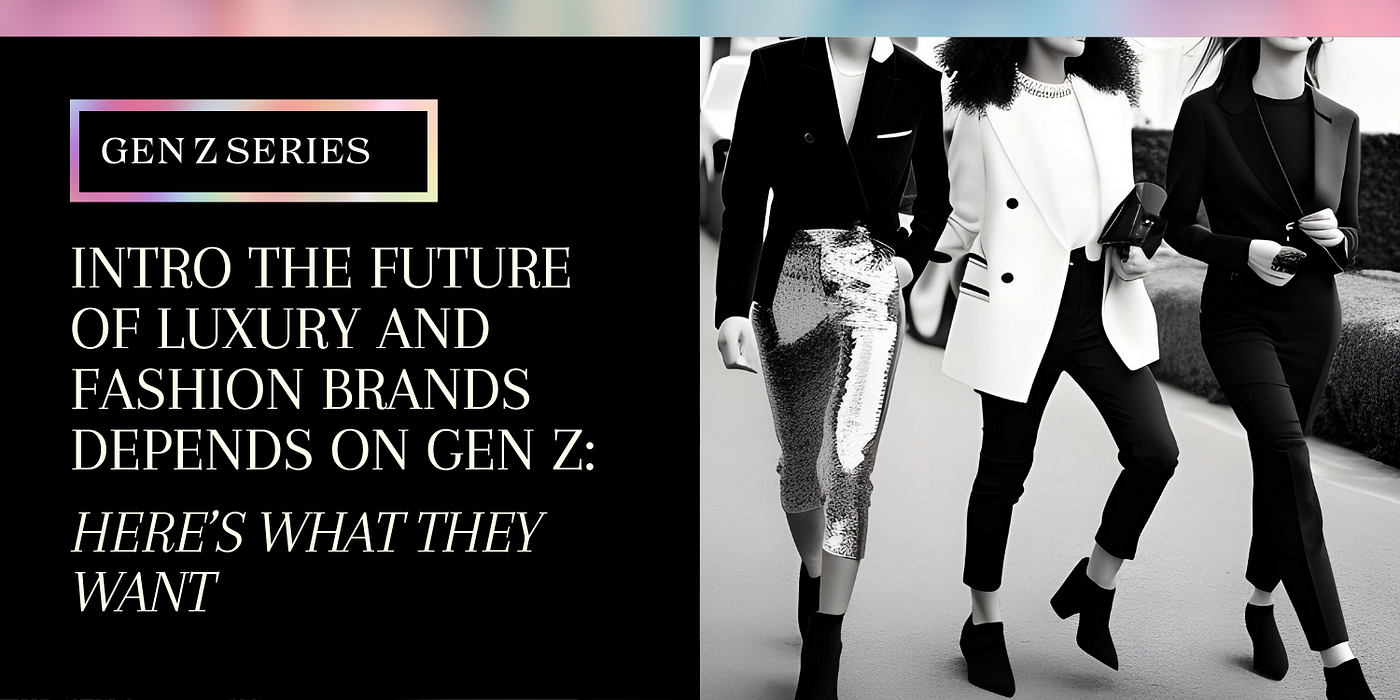 GEN Z SERIES
INTRO THE FUTURE
OF LUXURY AND
FASHION BRANDS
DEPENDS ON GEN Z:
HERE'S WHAT THEY
WANT